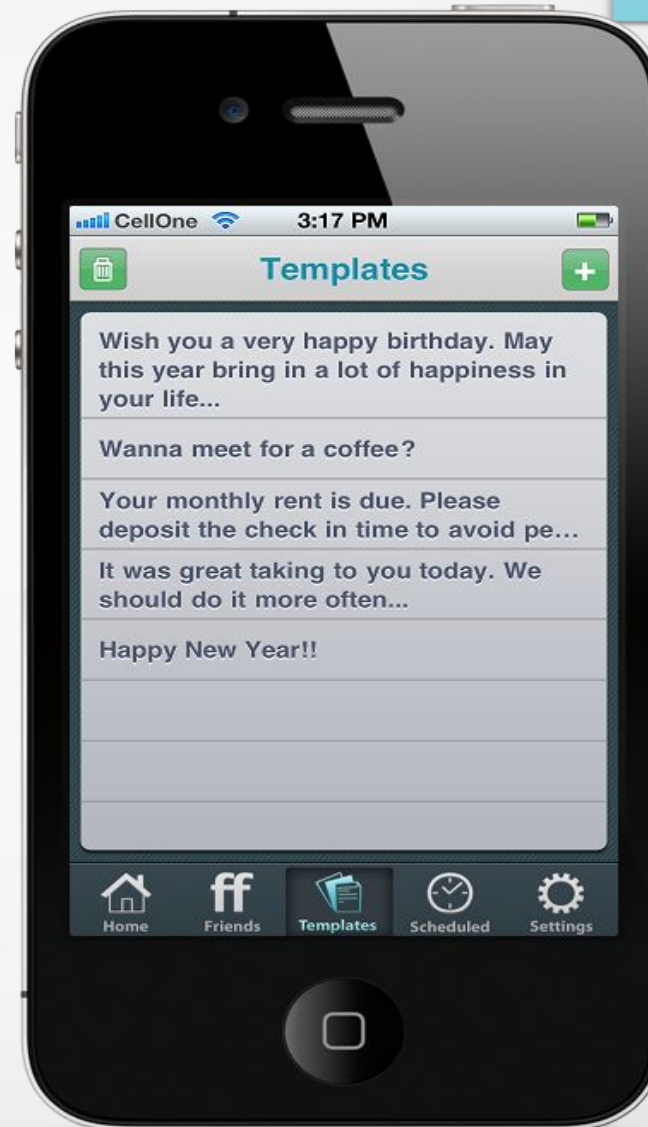 CellOne 3:17 PM
Templates
Wish you a very happy birthday. May
this year bring in a lot of happiness in
your life...
Wanna meet for a coffee?
Your monthly rent is due. Please
deposit the check in time to avoid pe...
It was great taking to you today. We
should do it more often...
Happy New Year!!
ff
Home Friends Templates Scheduled Settings